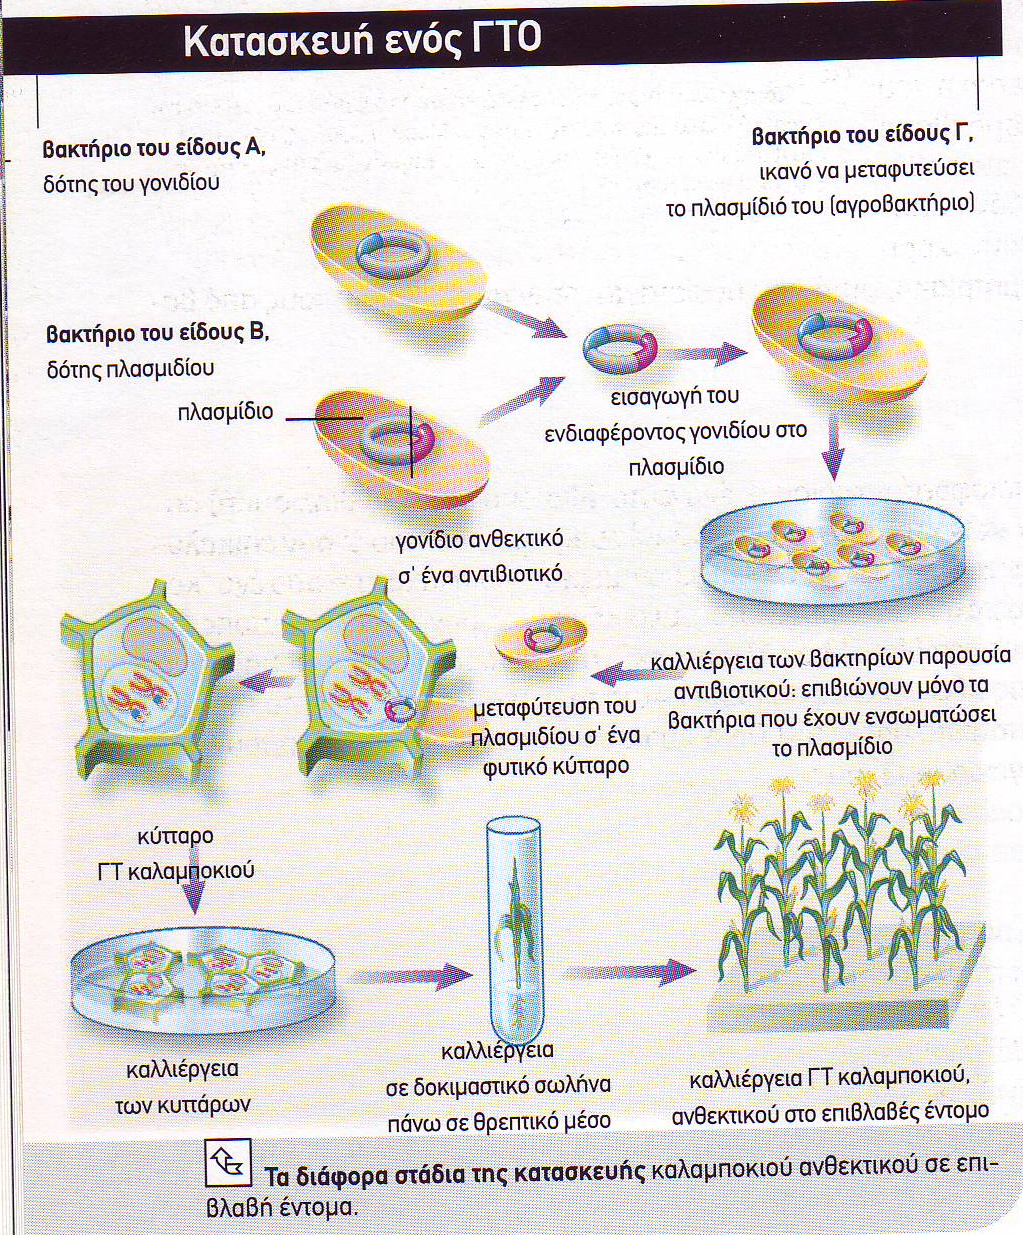 Κατασκευή ενός ΓΤΟ
βακτήριο του είδους Α,
δότης του γονιδίου
βακτήριο του είδους Γ,
ικανό να μεταφυτεύσει
το πλασμίδιό του (αγροβακτήριο)
βακτήριο του είδους Β,
δότης πλασμιδίου
πλασμίδιο
εισαγωγή του
ενδιαφέροντος γονιδίου στο
πλασμίδιο
γονίδιο ανθεκτικό
σ' ένα αντιβιοτικό
καλλιέργεια των βακτηρίων παρουσία
αντιβιοτικού: επιβιώνουν μόνο τα
βακτήρια που έχουν ενσωματώσει
το πλασμίδιο
μεταφύτευση του
πλασμιδίου σ' ένα
φυτικό κύτταρο
κύτταρο
ΓΤ καλαμποκιού
καλλιέργεια
των κυττάρων
καλλιέργεια
σε δοκιμαστικό σωλήνα
πάνω σε θρεπτικό μέσο
καλλιέργεια ΓΤ καλαμποκιού,
ανθεκτικού στο επιβλαβές έντομο
Τα διάφορα στάδια της κατασκευής καλαμποκιού ανθεκτικού σε επι-
βλαβή έντομα.